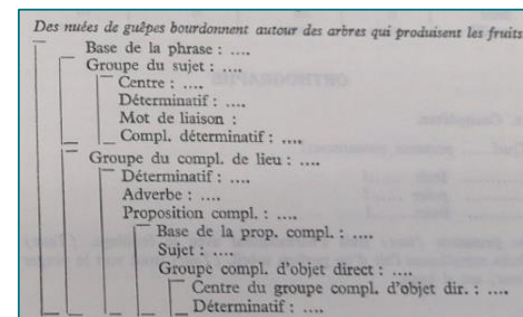 Des nuées de guêpes bourdonnent autour des arbres qui produisent les fruits
Base de la phrase : ....
Groupe du sujet : ....
Centre : ....
Déterminatif : ....
Mot de liaison :
Compl. déterminatif : ....
Groupe du compl. de lieu : ....
Déterminatif : ....
Adverbe : ....
Proposition compl. : ....
Base de la prop. compl. : ....
Sujet : ....
Groupe compl. d'objet direct : ....
Centre du groupe compl. d'objet dir. : ....
Déterminatif : ....